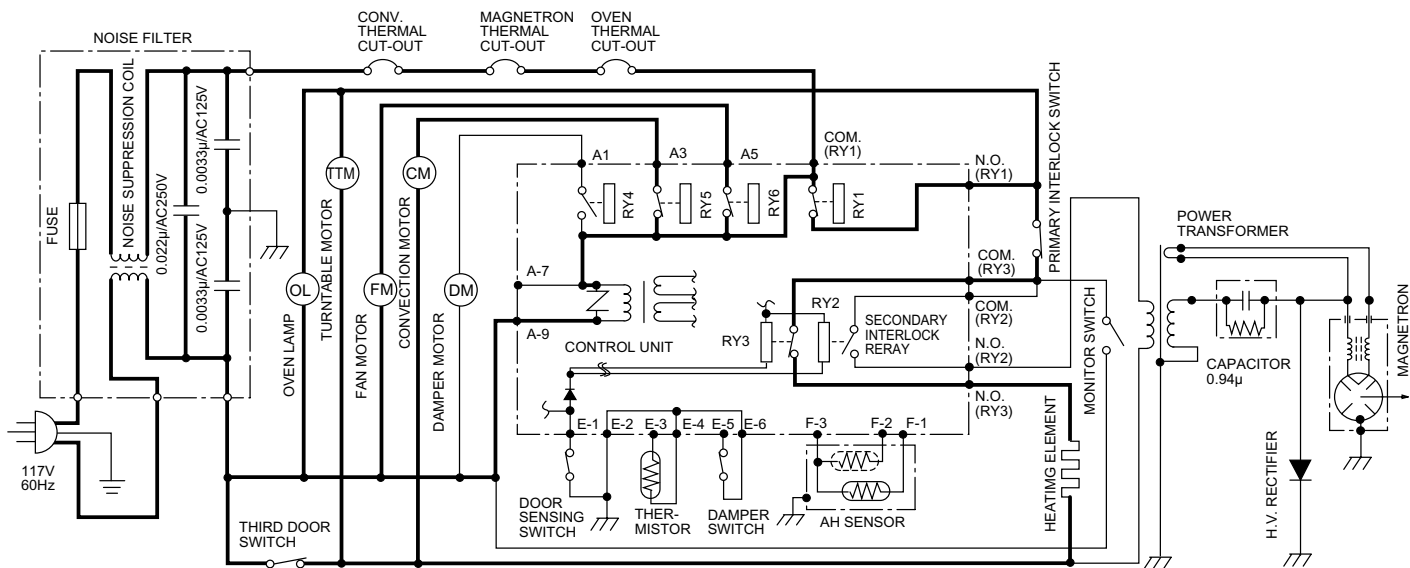 CONV.
THERMAL
CUT-OUT
MAGNETRON
THERMAL
CUT-OUT
OVEN
THERMAL
CUT-OUT
NOISE FILTER
FUSE
NOISE SUPPRESSION COIL
0.022μ/AC250V
0.0033μ/AC125V
0.0033μ/AC125V
117V
60Hz
OL
OVEN LAMP
TTM
TURNTABLE MOTOR
FM
FAN MOTOR
CM
CONVECTION MOTOR
DM
DAMPER MOTOR
A1
A3
A5
COM.
(RY1)
N.O.
(RY1)
RY4
RY5
RY6
RY1
PRIMARY INTERLOCK SWITCH
A-7
A-9
CONTROL UNIT
COM.
(RY3)
COM.
(RY2)
RY2
RY3
SECONDARY
INTERLOCK
RERAY
N.O.
(RY2)
N.O.
(RY3)
E-1
E-2
E-3
E-4
E-5
E-6
F-3
F-2
F-1
DOOR
SENSING
SWITCH
THER-
MISTOR
DAMPER
SWITCH
AH SENSOR
THIRD DOOR
SWITCH
HEATIMG ELEMENT
MONITOR SWITCH
POWER
TRANSFORMER
CAPACITOR
0.94μ
H.V. RECTIFIER
MAGNETRON